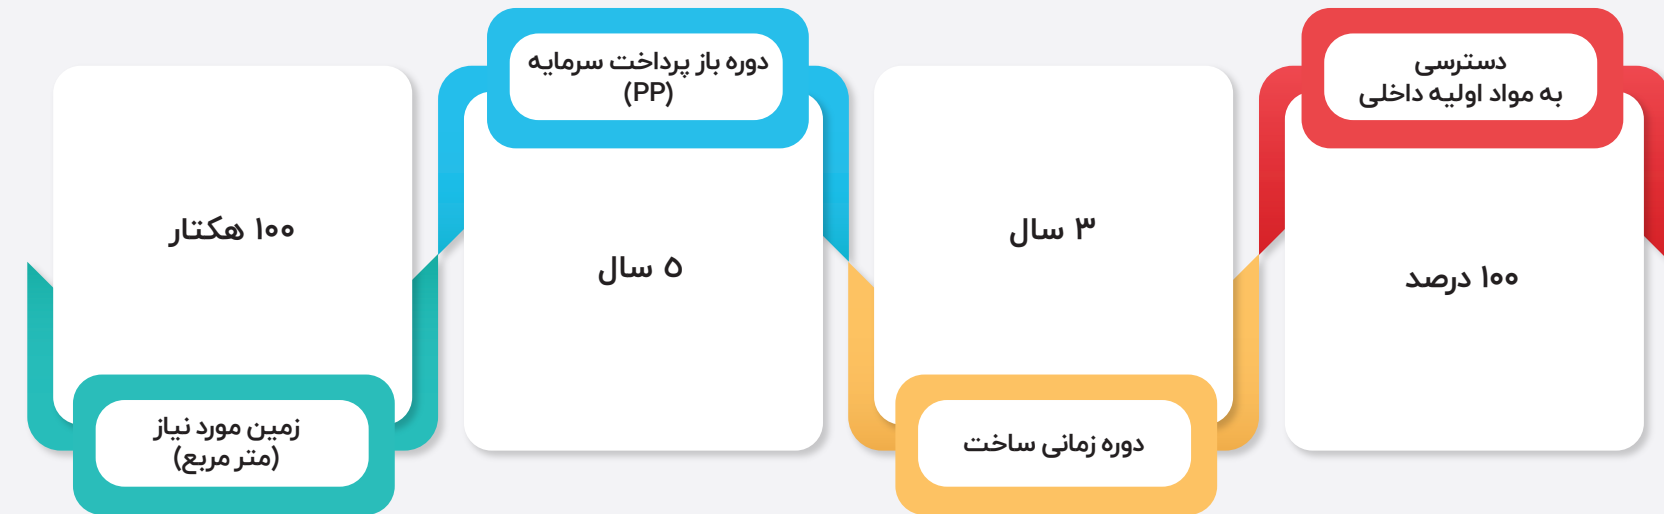 دسترسی
به مواد اولیه داخلی
۱۰۰ درصد
۳ سال
دوره زمانی ساخت
دوره باز پرداخت سرمایه
(PP)
۵ سال
۱۰۰ هکتار
زمین مورد نیاز
(متر مربع)